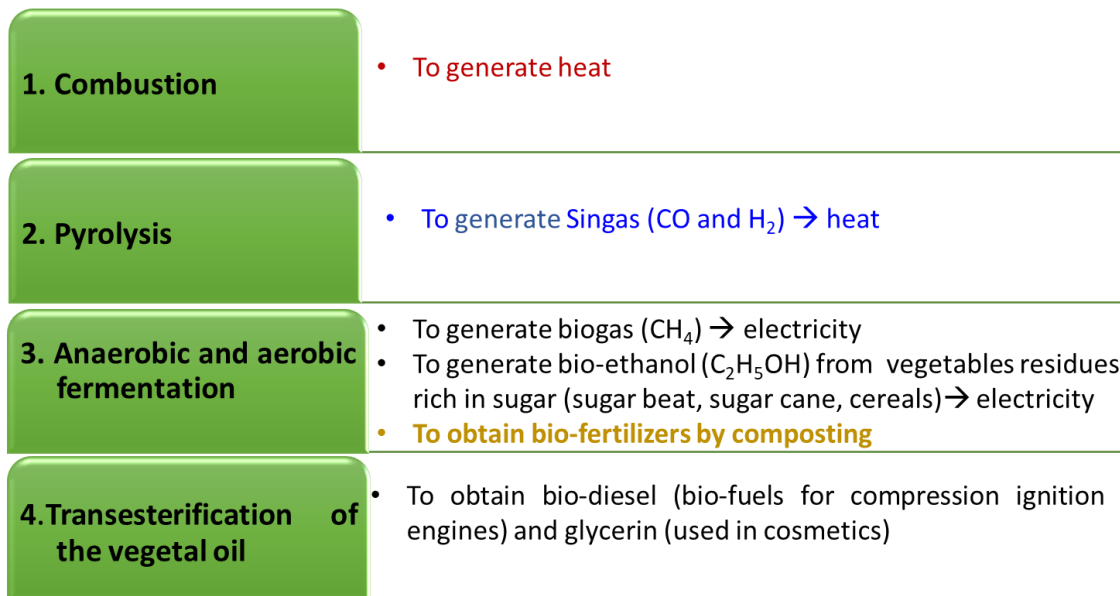 1. Combustion
• To generate heat
2. Pyrolysis
• To generate Singas (CO and H₂) → heat
3. Anaerobic and aerobic
fermentation
• To generate biogas (CH₄) → electricity
• To generate bio-ethanol (C₂H₅OH) from vegetables residues
rich in sugar (sugar beat, sugar cane, cereals)→ electricity
• To obtain bio-fertilizers by composting
4.Transesterification of
the vegetal oil
• To obtain bio-diesel (bio-fuels for compression ignition
engines) and glycerin (used in cosmetics)